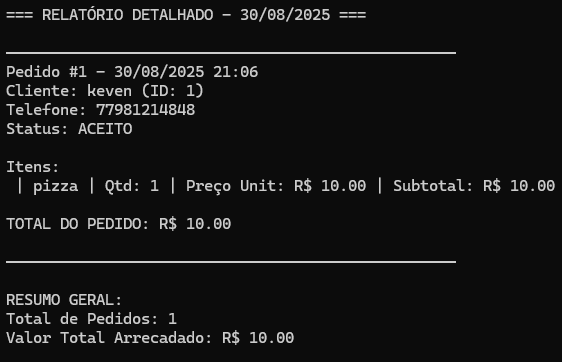 === RELATÓRIO DETALHADO - 30/08/2025 ===
Pedido #1 - 30/08/2025 21:06
Cliente: keven (ID: 1)
Telefone: 77981214848
Status: ACEITO
Itens:
| pizza | Qtd: 1 | Preço Unit: R$ 10.00 | Subtotal: R$ 10.00
TOTAL DO PEDIDO: R$ 10.00
RESUMO GERAL:
Total de Pedidos: 1
Valor Total Arrecadado: R$ 10.00